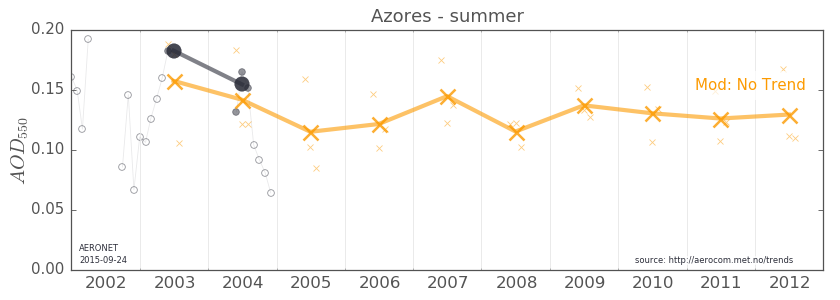 Azores - summer
0.20
0.15
0.10
0.05
0.00
AOD550
Mod: No Trend
AERONET
2015-09-24
source: http://aerocom.met.no/trends
2002 2003 2004 2005 2006 2007 2008 2009 2010 2011 2012